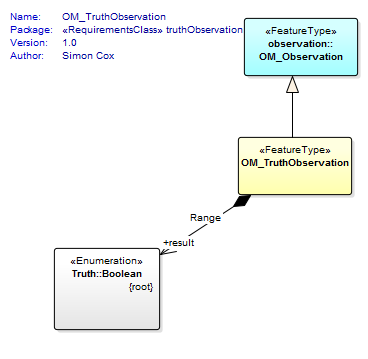 Name: OM_TruthObservation
Package: «RequirementsClass» truthObservation
Version: 1.0
Author: Simon Cox
«FeatureType»
observation::
OM_Observation
«FeatureType»
OM_TruthObservation
Range
+result
«Enumeration»
Truth::Boolean
{root}